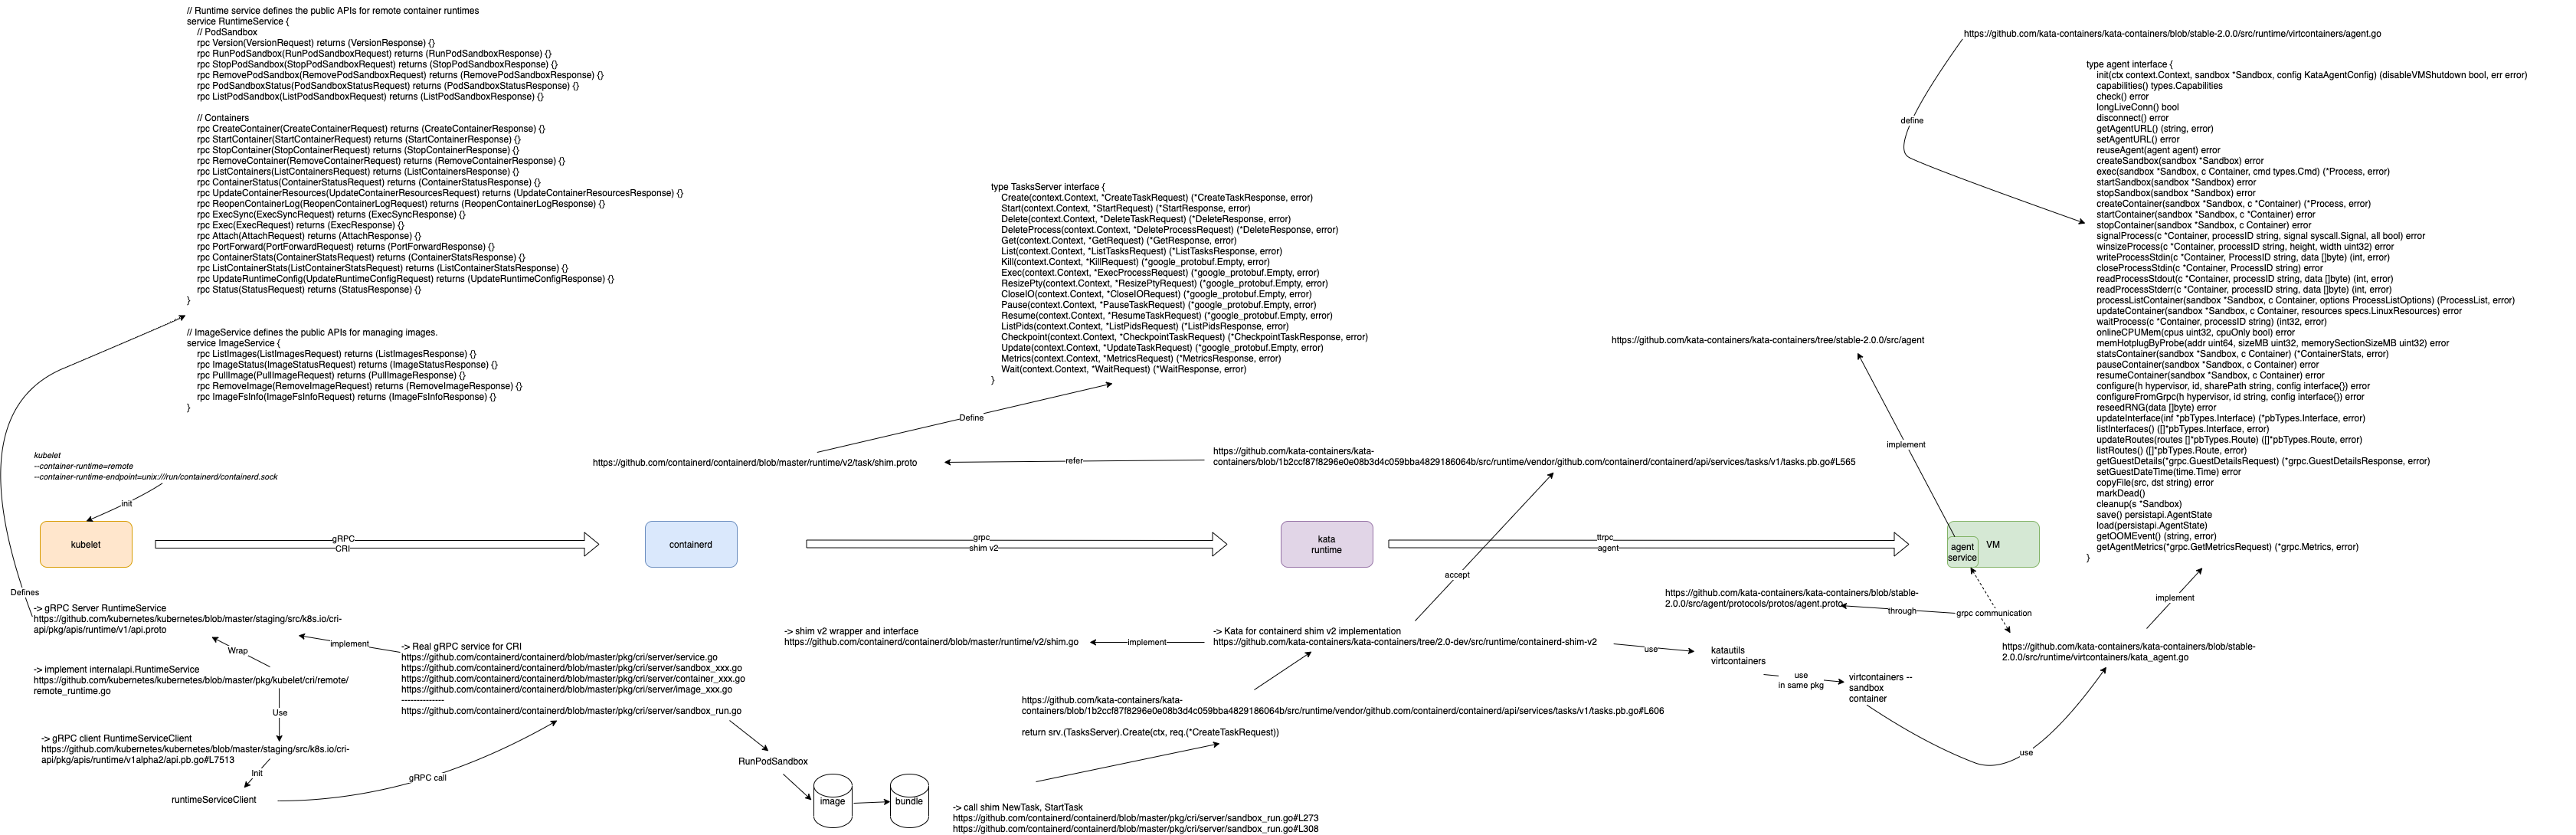 // Runtime service defines the public APIs for remote container runtimes
service RuntimeService {
// PodSandbox
rpc Version(VersionRequest) returns (VersionResponse) {}
rpc RunPodSandbox(RunPodSandboxRequest) returns (RunPodSandboxResponse) {}
rpc StopPodSandbox(StopPodSandboxRequest) returns (StopPodSandboxResponse) {}
rpc RemovePodSandbox(RemovePodSandboxRequest) returns (RemovePodSandboxResponse) {}
rpc PodSandboxStatus(PodSandboxStatusRequest) returns (PodSandboxStatusResponse) {}
rpc ListPodSandbox(ListPodSandboxRequest) returns (ListPodSandboxResponse) {}
// Containers
rpc CreateContainer(CreateContainerRequest) returns (CreateContainerResponse) {}
rpc StartContainer(StartContainerRequest) returns (StartContainerResponse) {}
rpc StopContainer(StopContainerRequest) returns (StopContainerResponse) {}
rpc RemoveContainer(RemoveContainerRequest) returns (RemoveContainerResponse) {}
rpc ListContainers(ListContainersRequest) returns (ListContainersResponse) {}
rpc ContainerStatus(ContainerStatusRequest) returns (ContainerStatusResponse) {}
rpc UpdateContainerResources(UpdateContainerResourcesRequest) returns (UpdateContainerResourcesResponse) {}
rpc ReopenContainerLog(ReopenContainerLogRequest) returns (ReopenContainerLogResponse) {}
rpc ExecSync(ExecSyncRequest) returns (ExecSyncResponse) {}
rpc Exec(ExecRequest) returns (ExecResponse) {}
rpc Attach(AttachRequest) returns (AttachResponse) {}
rpc PortForward(PortForwardRequest) returns (PortForwardResponse) {}
rpc ContainerStats(ContainerStatsRequest) returns (ContainerStatsResponse) {}
rpc ListContainerStats(ListContainerStatsRequest) returns (ListContainerStatsResponse) {}
rpc UpdateRuntimeConfig(UpdateRuntimeConfigRequest) returns (UpdateRuntimeConfigResponse) {}
rpc Status(StatusRequest) returns (StatusResponse) {}
}
// ImageService defines the public APIs for managing images.
service ImageService {
rpc ListImages(ListImagesRequest) returns (ListImagesResponse) {}
rpc ImageStatus(ImageStatusRequest) returns (ImageStatusResponse) {}
rpc PullImage(PullImageRequest) returns (PullImageResponse) {}
rpc RemoveImage(RemoveImageRequest) returns (RemoveImageResponse) {}
rpc ImageFsInfo(ImageFsInfoRequest) returns (ImageFsInfoResponse) {}
}
type TasksServer interface {
Create(context.Context, *CreateTaskRequest) (*CreateTaskResponse, error)
Start(context.Context, *StartRequest) (*StartResponse, error)
Delete(context.Context, *DeleteTaskRequest) (*DeleteResponse, error)
DeleteProcess(context.Context, *DeleteProcessRequest) (*DeleteResponse, error)
Get(context.Context, *GetRequest) (*GetResponse, error)
List(context.Context, *ListTasksRequest) (*ListTasksResponse, error)
Kill(context.Context, *KillRequest) (*google_protobuf.Empty, error)
Exec(context.Context, *ExecProcessRequest) (*google_protobuf.Empty, error)
ResizePty(context.Context, *ResizePtyRequest) (*google_protobuf.Empty, error)
CloseIO(context.Context, *CloseIORequest) (*google_protobuf.Empty, error)
Pause(context.Context, *PauseTaskRequest) (*google_protobuf.Empty, error)
Resume(context.Context, *ResumeTaskRequest) (*google_protobuf.Empty, error)
ListPids(context.Context, *ListPidsRequest) (*ListPidsResponse, error)
Checkpoint(context.Context, *CheckpointTaskRequest) (*CheckpointTaskResponse, error)
Update(context.Context, *UpdateTaskRequest) (*google_protobuf.Empty, error)
Metrics(context.Context, *MetricsRequest) (*MetricsResponse, error)
Wait(context.Context, *WaitRequest) (*WaitResponse, error)
}
https://github.com/kata-containers/kata-containers/blob/stable-2.0.0/src/runtime/virtcontainers/agent.go
define
type agent interface {
init(ctx context.Context, sandbox *Sandbox, config KataAgentConfig) (disableVMShutdown bool, err error)
capabilities() types.Capabilities
check() error
longLiveConn() bool
disconnect() error
getAgentURL() (string, error)
setAgentURL() error
reuseAgent(agent agent) error
createSandbox(sandbox *Sandbox) error
exec(sandbox *Sandbox, c Container, cmd types.Cmd) (*Process, error)
startSandbox(sandbox *Sandbox) error
stopSandbox(sandbox *Sandbox) error
createContainer(sandbox *Sandbox, c *Container) (*Process, error)
startContainer(sandbox *Sandbox, c *Container) error
stopContainer(sandbox *Sandbox, c Container) error
signalProcess(c *Container, processID string, signal syscall.Signal, all bool) error
winsizeProcess(c *Container, processID string, height, width uint32) error
writeProcessStdin(c *Container, ProcessID string, data []byte) (int, error)
closeProcessStdin(c *Container, ProcessID string) error
readProcessStdout(c *Container, processID string, data []byte) (int, error)
readProcessStderr(c *Container, processID string, data []byte) (int, error)
processListContainer(sandbox *Sandbox, c Container, options ProcessListOptions) (ProcessList, error)
updateContainer(sandbox *Sandbox, c Container, resources specs.LinuxResources) error
waitProcess(c *Container, processID string) (int32, error)
onlineCPUMem(cpus uint32, cpuOnly bool) error
memHotplugByProbe(addr uint64, sizeMB uint32, memorySectionSizeMB uint32) error
statsContainer(sandbox *Sandbox, c Container) (*ContainerStats, error)
pauseContainer(sandbox *Sandbox, c Container) error
resumeContainer(sandbox *Sandbox, c Container) error
configure(h hypervisor, id, sharePath string, config interface{}) error
configureFromGrpc(h hypervisor, id string, config interface{}) error
reseedRNG(data []byte) error
updateInterface(inf *pbTypes.Interface) (*pbTypes.Interface, error)
listInterfaces() ([]*pbTypes.Interface, error)
updateRoutes(routes []*pbTypes.Route) ([]*pbTypes.Route, error)
listRoutes() ([]*pbTypes.Route, error)
getGuestDetails(*grpc.GuestDetailsRequest) (*grpc.GuestDetailsResponse, error)
setGuestDateTime(time.Time) error
copyFile(src, dst string) error
markDead()
cleanup(s *Sandbox)
save() persistapi.AgentState
load(persistapi.AgentState)
getOOMEvent() (string, error)
getAgentMetrics(*grpc.GetMetricsRequest) (*grpc.Metrics, error)
}
https://github.com/kata-containers/kata-containers/tree/stable-2.0.0/src/agent
implement
Define
https://github.com/containerd/containerd/blob/master/runtime/v2/task/shim.proto
refer
https://github.com/kata-containers/kata-
containers/blob/1b2ccf87f8296e0e08b3d4c059bba4829186064b/src/runtime/vendor/github.com/containerd/containerd/api/services/tasks/v1/tasks.pb.go#L565
kubelet
--container-runtime=remote
--container-runtime-endpoint=unix:///run/containerd/containerd.sock
init
kubelet
gRPC
CRI
containerd
grpc
shim v2
kata
runtime
ttrpc
agent
agent
service
VM
accept
Defines
-> gRPC Server RuntimeService
https://github.com/kubernetes/kubernetes/blob/master/staging/src/k8s.io/cri-
api/pkg/apis/runtime/v1/api.proto
Wrap
implement
-> implement internalapi.RuntimeService
https://github.com/kubernetes/kubernetes/blob/master/pkg/kubelet/cri/remote/
remote_runtime.go
Use
-> gRPC client RuntimeServiceClient
https://github.com/kubernetes/kubernetes/blob/master/staging/src/k8s.io/cri-
api/pkg/apis/runtime/v1alpha2/api.pb.go#L7513
Init
runtimeServiceClient
gRPC call
-> Real gRPC service for CRI
https://github.com/containerd/containerd/blob/master/pkg/cri/server/service.go
https://github.com/containerd/containerd/blob/master/pkg/cri/server/sandbox_xxx.go
https://github.com/containerd/containerd/blob/master/pkg/cri/server/container_xxx.go
https://github.com/containerd/containerd/blob/master/pkg/cri/server/image_xxx.go
--------------
https://github.com/containerd/containerd/blob/master/pkg/cri/server/sandbox_run.go
RunPodSandbox
image
bundle
-> shim v2 wrapper and interface
https://github.com/containerd/containerd/blob/master/runtime/v2/shim.go
implement
-> Kata for containerd shim v2 implementation
https://github.com/kata-containers/kata-containers/tree/2.0-dev/src/runtime/containerd-shim-v2
https://github.com/kata-containers/kata-
containers/blob/1b2ccf87f8296e0e08b3d4c059bba4829186064b/src/runtime/vendor/github.com/containerd/containerd/api/services/tasks/v1/tasks.pb.go#L606
return srv.(TasksServer).Create(ctx, req.(*CreateTaskRequest))
-> call shim NewTask, StartTask
https://github.com/containerd/containerd/blob/master/pkg/cri/server/sandbox_run.go#L273
https://github.com/containerd/containerd/blob/master/pkg/cri/server/sandbox_run.go#L308
use
katautils
virtcontainers
use
in same pkg
virtcontainers --
sandbox
container
use
https://github.com/kata-containers/kata-containers/blob/stable-
2.0.0/src/agent/protocols/protos/agent.proto
through
grpc communication
implement
https://github.com/kata-containers/kata-containers/blob/stable-
2.0.0/src/runtime/virtcontainers/kata_agent.go